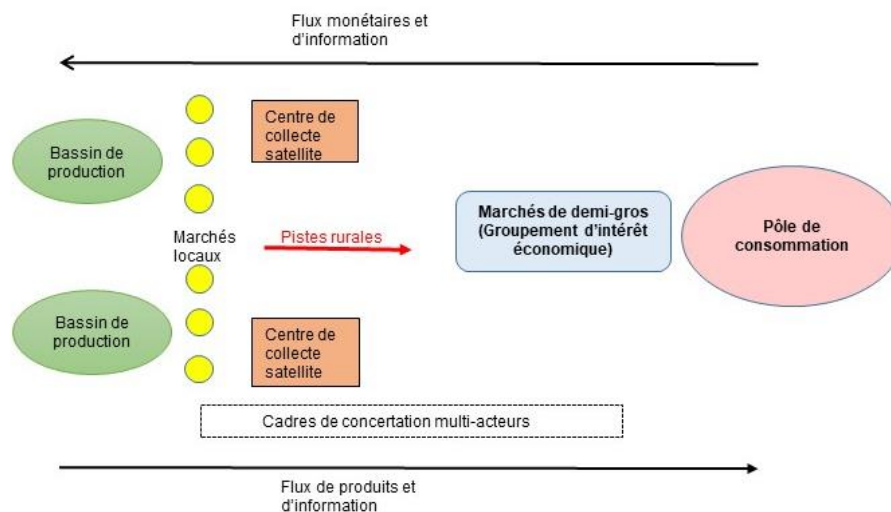 Flux monétaires et
d'information
Bassin de
production
Centre de
collecte
satellite
Marchés
locaux
Pistes rurales
Marchés de demi-gros
(Groupement d'intérêt
économique)
Pôle de
consommation
Bassin de
production
Centre de
collecte
satellite
Cadres de concertation multi-acteurs
Flux de produits et
d'information